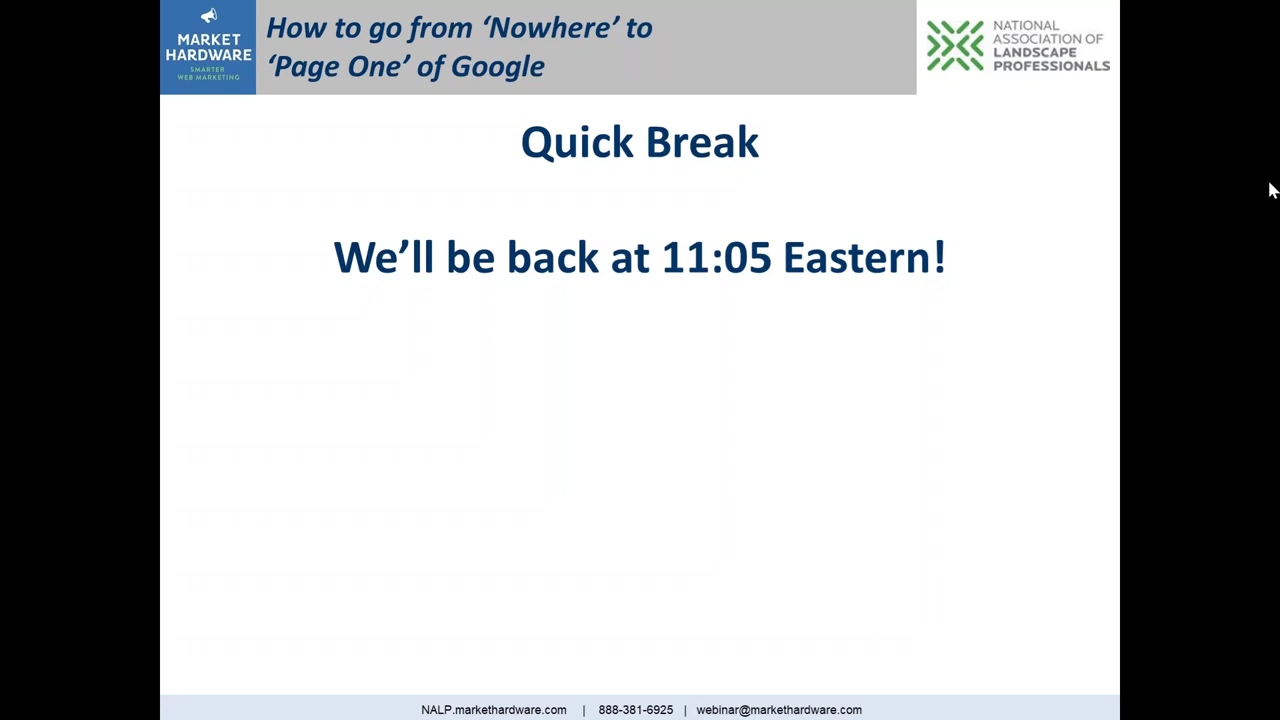 MARKET
HARDWARE
SMARTER
WEB MARKETING
How to go from ‘Nowhere’ to
‘Page One’ of Google
NATIONAL
ASSOCIATION OF
LANDSCAPE
PROFESSIONALS
Quick Break
We’ll be back at 11:05 Eastern!
NALP.markethardware.com | 888-381-6925 | webinar@markethardware.com